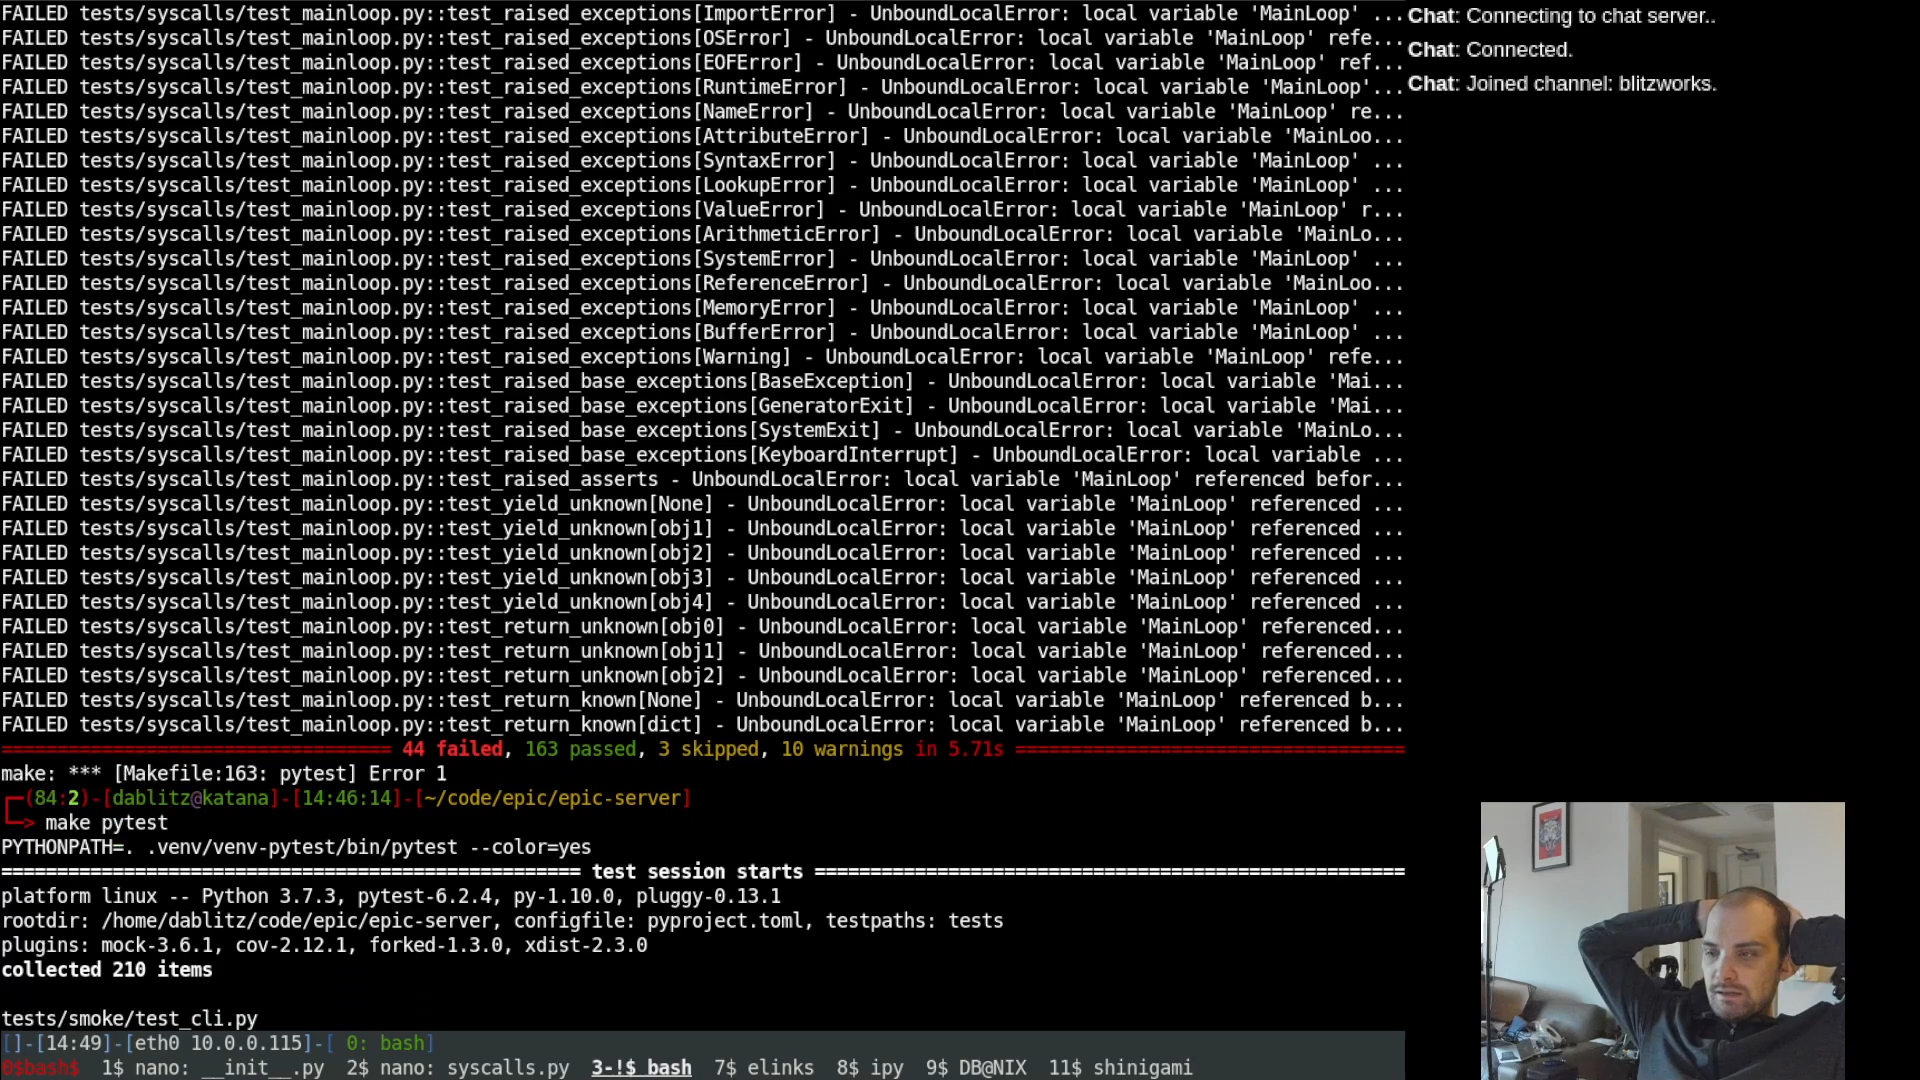 FAILED tests/syscalls/test_mainloop.py::test_raised_exceptions[ImportError] - UnboundLocalError: local variable 'MainLoop' ...
FAILED tests/syscalls/test_mainloop.py::test_raised_exceptions[OSError] - UnboundLocalError: local variable 'MainLoop' refe...
FAILED tests/syscalls/test_mainloop.py::test_raised_exceptions[EOFError] - UnboundLocalError: local variable 'MainLoop' ref...
FAILED tests/syscalls/test_mainloop.py::test_raised_exceptions[RuntimeError] - UnboundLocalError: local variable 'MainLoop'...
FAILED tests/syscalls/test_mainloop.py::test_raised_exceptions[NameError] - UnboundLocalError: local variable 'MainLoop' re...
FAILED tests/syscalls/test_mainloop.py::test_raised_exceptions[AttributeError] - UnboundLocalError: local variable 'MainLoo...
FAILED tests/syscalls/test_mainloop.py::test_raised_exceptions[SyntaxError] - UnboundLocalError: local variable 'MainLoop' ...
FAILED tests/syscalls/test_mainloop.py::test_raised_exceptions[LookupError] - UnboundLocalError: local variable 'MainLoop' ...
FAILED tests/syscalls/test_mainloop.py::test_raised_exceptions[ValueError] - UnboundLocalError: local variable 'MainLoop' r...
FAILED tests/syscalls/test_mainloop.py::test_raised_exceptions[ArithmeticError] - UnboundLocalError: local variable 'MainLo...
FAILED tests/syscalls/test_mainloop.py::test_raised_exceptions[SystemError] - UnboundLocalError: local variable 'MainLoop' ...
FAILED tests/syscalls/test_mainloop.py::test_raised_exceptions[ReferenceError] - UnboundLocalError: local variable 'MainLoo...
FAILED tests/syscalls/test_mainloop.py::test_raised_exceptions[MemoryError] - UnboundLocalError: local variable 'MainLoop' ...
FAILED tests/syscalls/test_mainloop.py::test_raised_exceptions[BufferError] - UnboundLocalError: local variable 'MainLoop' ...
FAILED tests/syscalls/test_mainloop.py::test_raised_exceptions[Warning] - UnboundLocalError: local variable 'MainLoop' refe...
FAILED tests/syscalls/test_mainloop.py::test_raised_base_exceptions[BaseException] - UnboundLocalError: local variable 'Mai...
FAILED tests/syscalls/test_mainloop.py::test_raised_base_exceptions[GeneratorExit] - UnboundLocalError: local variable 'Mai...
FAILED tests/syscalls/test_mainloop.py::test_raised_base_exceptions[SystemExit] - UnboundLocalError: local variable 'MainLo...
FAILED tests/syscalls/test_mainloop.py::test_raised_base_exceptions[KeyboardInterrupt] - UnboundLocalError: local variable ...
FAILED tests/syscalls/test_mainloop.py::test_raised_asserts - UnboundLocalError: local variable 'MainLoop' referenced befor...
FAILED tests/syscalls/test_mainloop.py::test_yield_unknown[None] - UnboundLocalError: local variable 'MainLoop' referenced ...
FAILED tests/syscalls/test_mainloop.py::test_yield_unknown[obj1] - UnboundLocalError: local variable 'MainLoop' referenced ...
FAILED tests/syscalls/test_mainloop.py::test_yield_unknown[obj2] - UnboundLocalError: local variable 'MainLoop' referenced ...
FAILED tests/syscalls/test_mainloop.py::test_yield_unknown[obj3] - UnboundLocalError: local variable 'MainLoop' referenced ...
FAILED tests/syscalls/test_mainloop.py::test_yield_unknown[obj4] - UnboundLocalError: local variable 'MainLoop' referenced ...
FAILED tests/syscalls/test_mainloop.py::test_return_unknown[obj0] - UnboundLocalError: local variable 'MainLoop' referenced...
FAILED tests/syscalls/test_mainloop.py::test_return_unknown[obj1] - UnboundLocalError: local variable 'MainLoop' referenced...
FAILED tests/syscalls/test_mainloop.py::test_return_unknown[obj2] - UnboundLocalError: local variable 'MainLoop' referenced...
FAILED tests/syscalls/test_mainloop.py::test_return_known[None] - UnboundLocalError: local variable 'MainLoop' referenced b...
FAILED tests/syscalls/test_mainloop.py::test_return_known[dict] - UnboundLocalError: local variable 'MainLoop' referenced b...
=================================== 44 failed, 163 passed, 3 skipped, 10 warnings in 5.71s ===================================
make: *** [Makefile:163: pytest] Error 1
┌─(84:2)-[dablitz@katana]-[14:46:14]-[~/code/epic/epic-server]
└─> make pytest
PYTHONPATH=. .venv/venv-pytest/bin/pytest --color=yes
==================================================== test session starts =====================================================
platform linux -- Python 3.7.3, pytest-6.2.4, py-1.10.0, pluggy-0.13.1
rootdir: /home/dablitz/code/epic/epic-server, configfile: pyproject.toml, testpaths: tests
plugins: mock-3.6.1, cov-2.12.1, forked-1.3.0, xdist-2.3.0
collected 210 items
tests/smoke/test_cli.py
[]-[14:49]-[eth0 10.0.0.115]-[ 0: bash]
0$bash$  1$ nano: __init__.py  2$ nano: syscalls.py  3-!$ bash  7$ elinks  8$ ipy  9$ DB@NIX  11$ shinigami
Chat: Connecting to chat server..
Chat: Connected.
Chat: Joined channel: blitzworks.